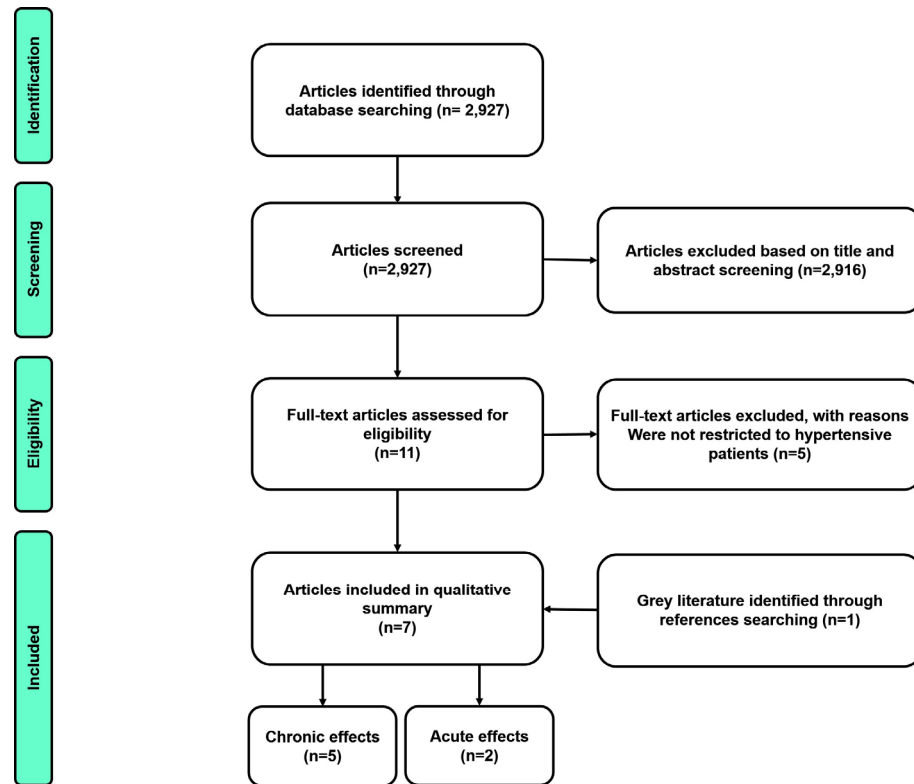 Identification
Articles identified through
database searching (n= 2,927)
Screening
Articles screened
(n=2,927)
Articles excluded based on title and
abstract screening (n=2,916)
Eligibility
Full-text articles assessed for
eligibility
(n=11)
Full-text articles excluded, with reasons
Were not restricted to hypertensive
patients (n=5)
Included
Articles included in qualitative
summary
(n=7)
Grey literature identified through
references searching (n=1)
Chronic effects
(n=5)
Acute effects
(n=2)